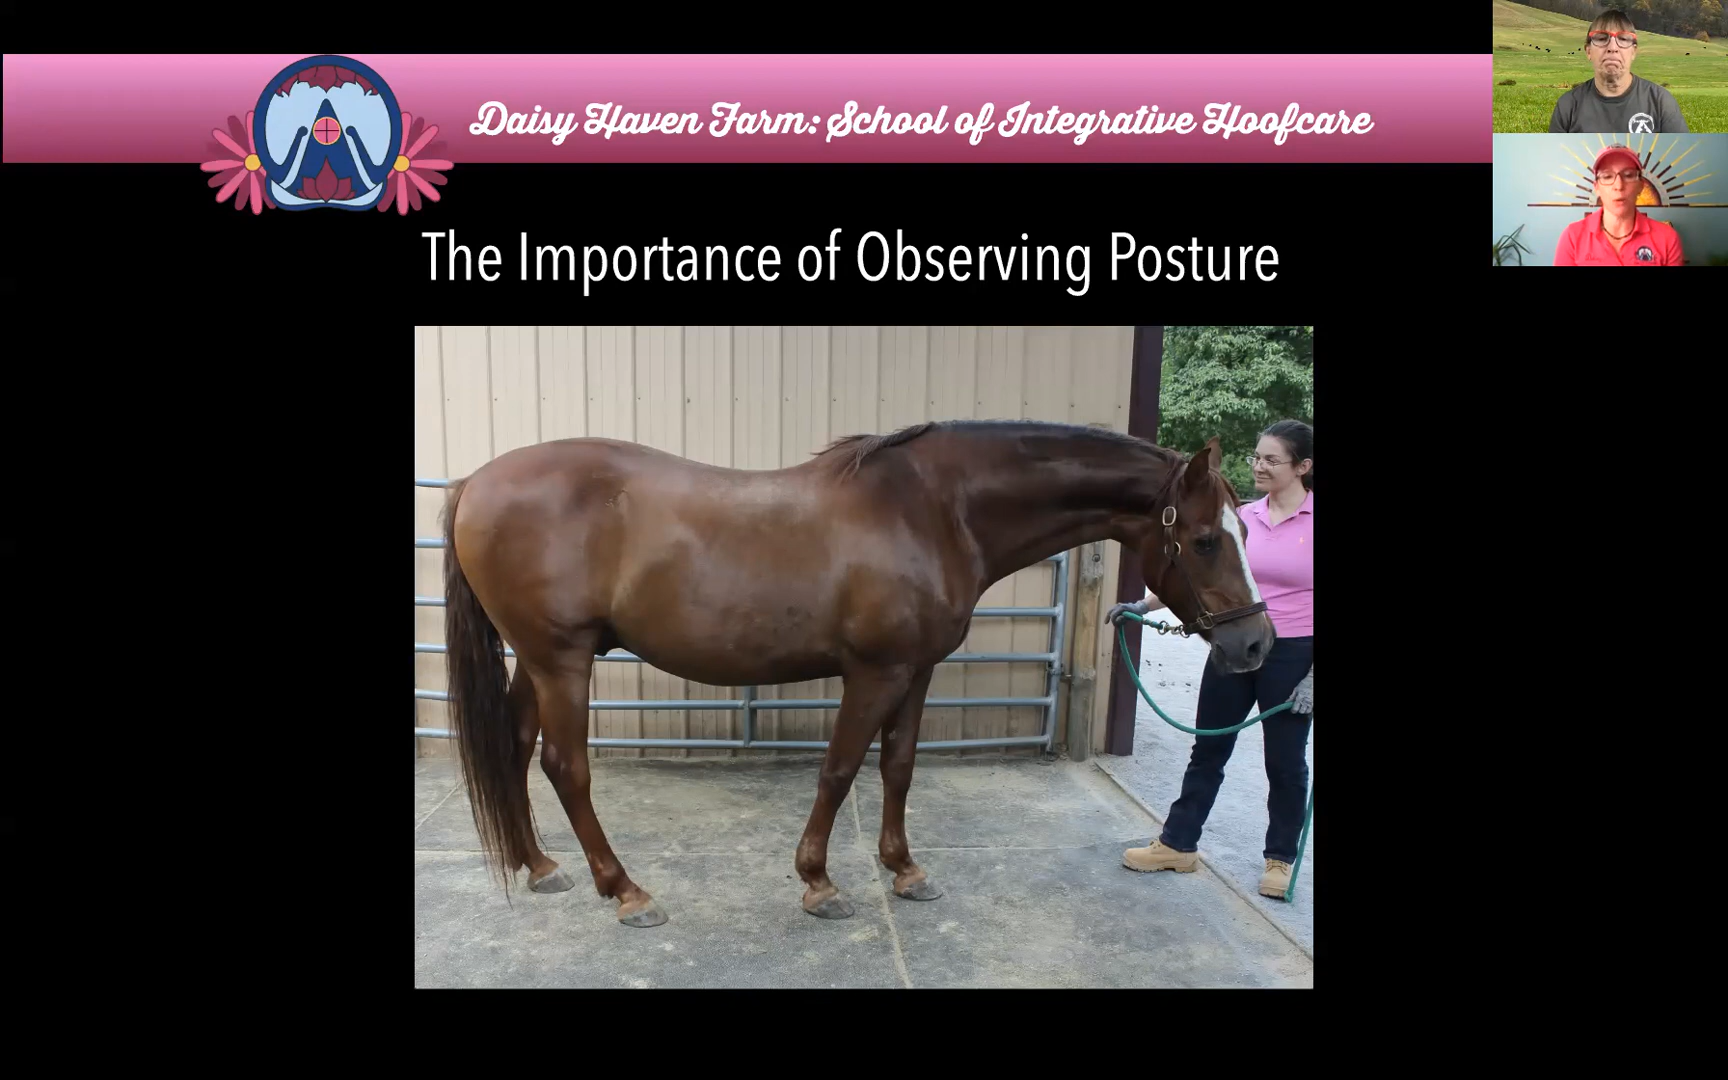 Daisy Haven Farm: School of Integrative Hoofcare
The Importance of Observing Posture